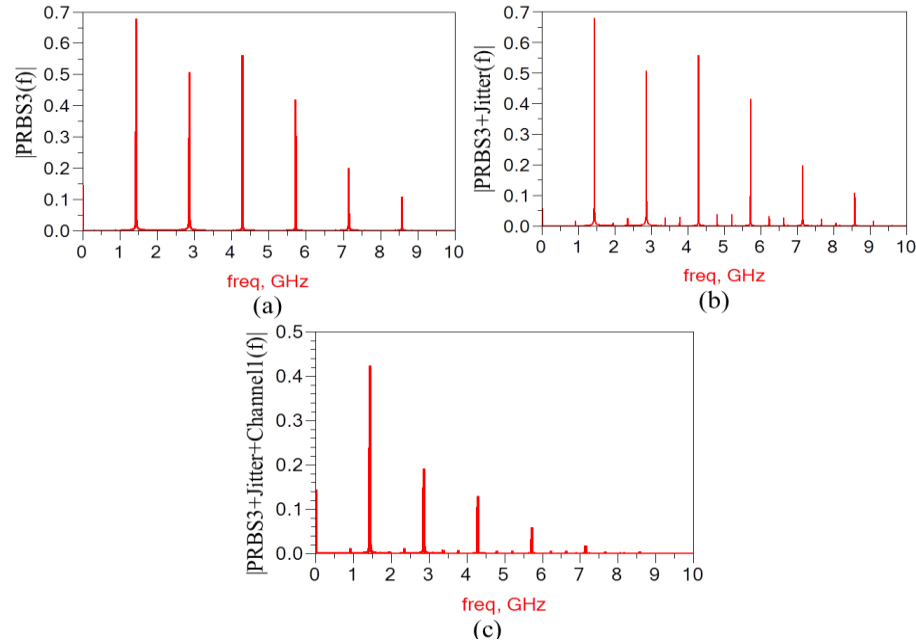 |PRBS3(f)|
0.7
0.6
0.5
0.4
0.3
0.2
0.1
0.0
0 1 2 3 4 5 6 7 8 9 10
freq, GHz
(a)
|PRBS3+Jitter(f)|
0.7
0.6
0.5
0.4
0.3
0.2
0.1
0.0
0 1 2 3 4 5 6 7 8 9 10
freq, GHz
(b)
|PRBS3+Jitter+Channel1(f)|
0.5
0.4
0.3
0.2
0.1
0.0
0 1 2 3 4 5 6 7 8 9 10
freq, GHz
(c)